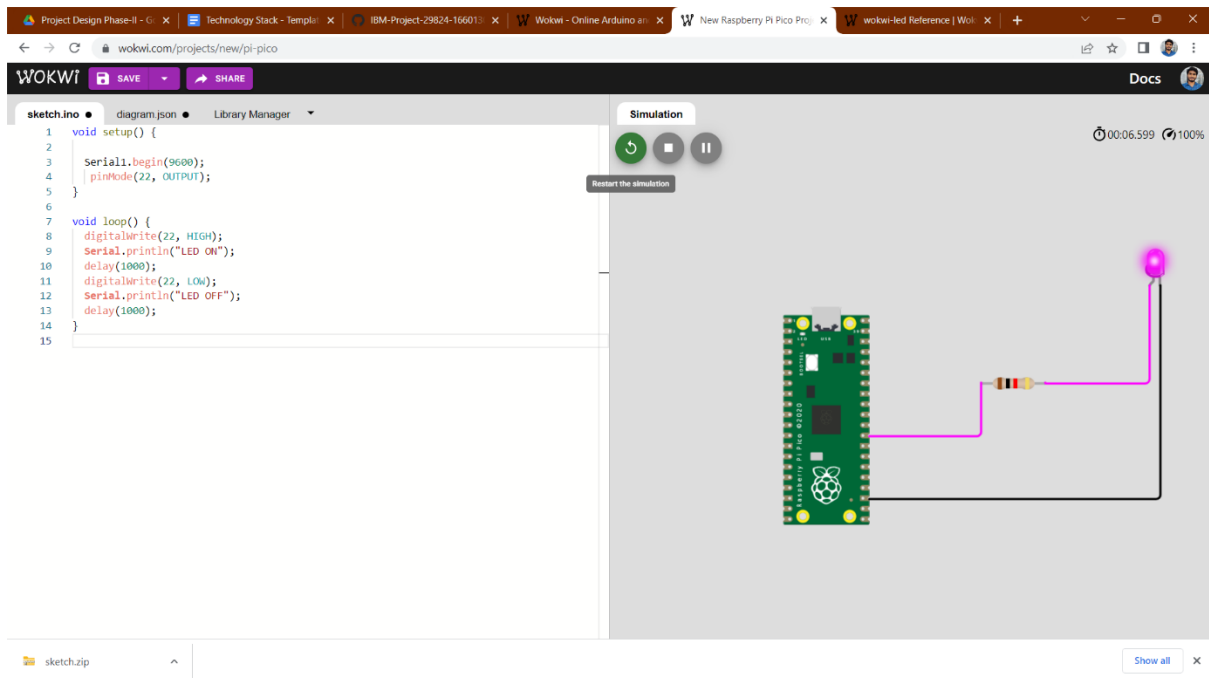 Project Design Phase-II - G
Technology Stack - Templat
IBM-Project-29824-166013
Wokwi - Online Arduino an
New Raspberry Pi Pico Proj
wokwi-led Reference | Wok
wokwi.com/projects/new/pi-pico
WOKWI
SAVE
SHARE
Docs
sketch.ino
diagram.json
Library Manager
Simulation
00:06.599
100%
Restart the simulation
1 void setup() {
2
3 Serial1.begin(9600);
4 pinMode(22, OUTPUT);
5 }
6
7 void loop() {
8 digitalWrite(22, HIGH);
9 Serial.println("LED ON");
10 delay(1000);
11 digitalWrite(22, LOW);
12 Serial.println("LED OFF");
13 delay(1000);
14 }
15
LED
USB
BOOTSEL
Raspberry Pi Pico ©2020
sketch.zip
Show all